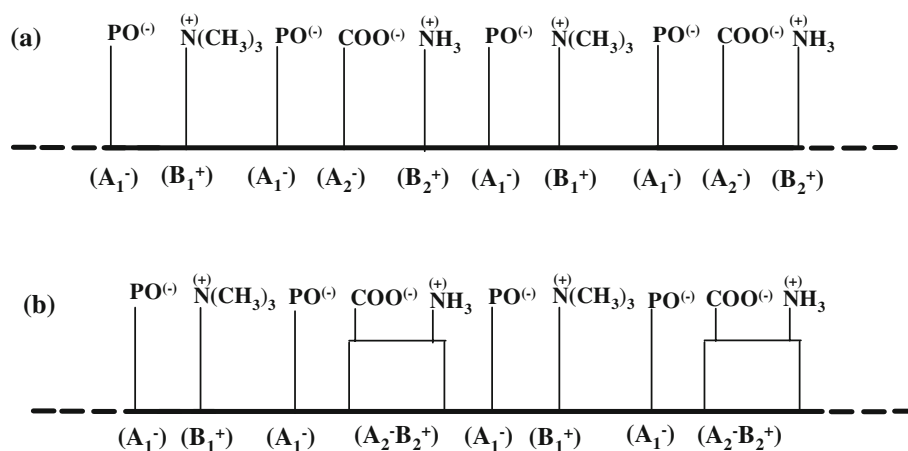 (a) PO(-) (+)N(CH3)3 PO(-) COO(-) (+)NH3 PO(-) (+)N(CH3)3 PO(-) COO(-) (+)NH3
(A1-) (B1+) (A1-) (A2-) (B2+) (A1-) (B1+) (A1-) (A2-) (B2+)
(b) PO(-) (+)N(CH3)3 PO(-) COO(-) (+)NH3 PO(-) (+)N(CH3)3 PO(-) COO(-) (+)NH3
(A1-) (B1+) (A1-) (A2-B2+) (A1-) (B1+) (A1-) (A2-B2+)